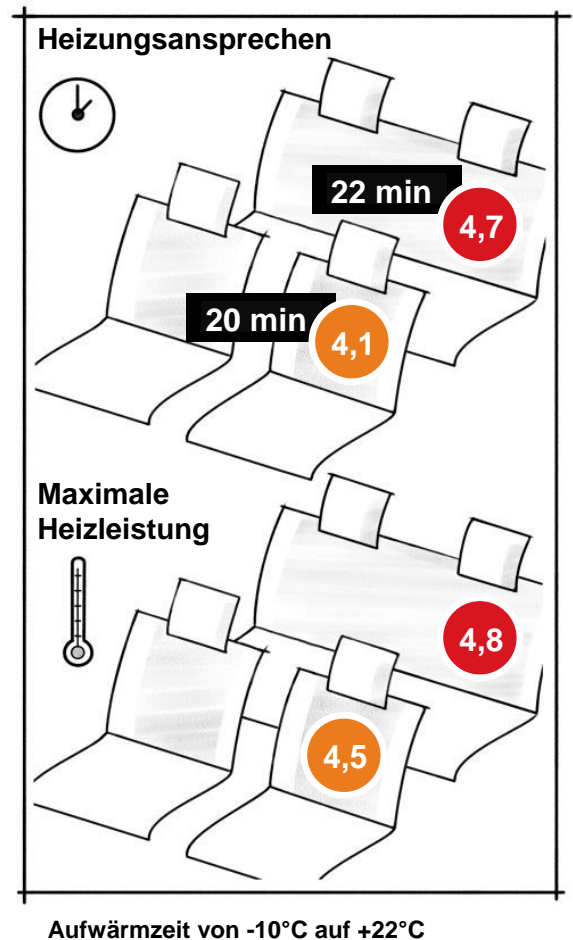 Heizungsansprechen
22 min
4,7
20 min
4,1
Maximale
Heizleistung
4,8
4,5
Aufwärmzeit von -10°C auf +22°C